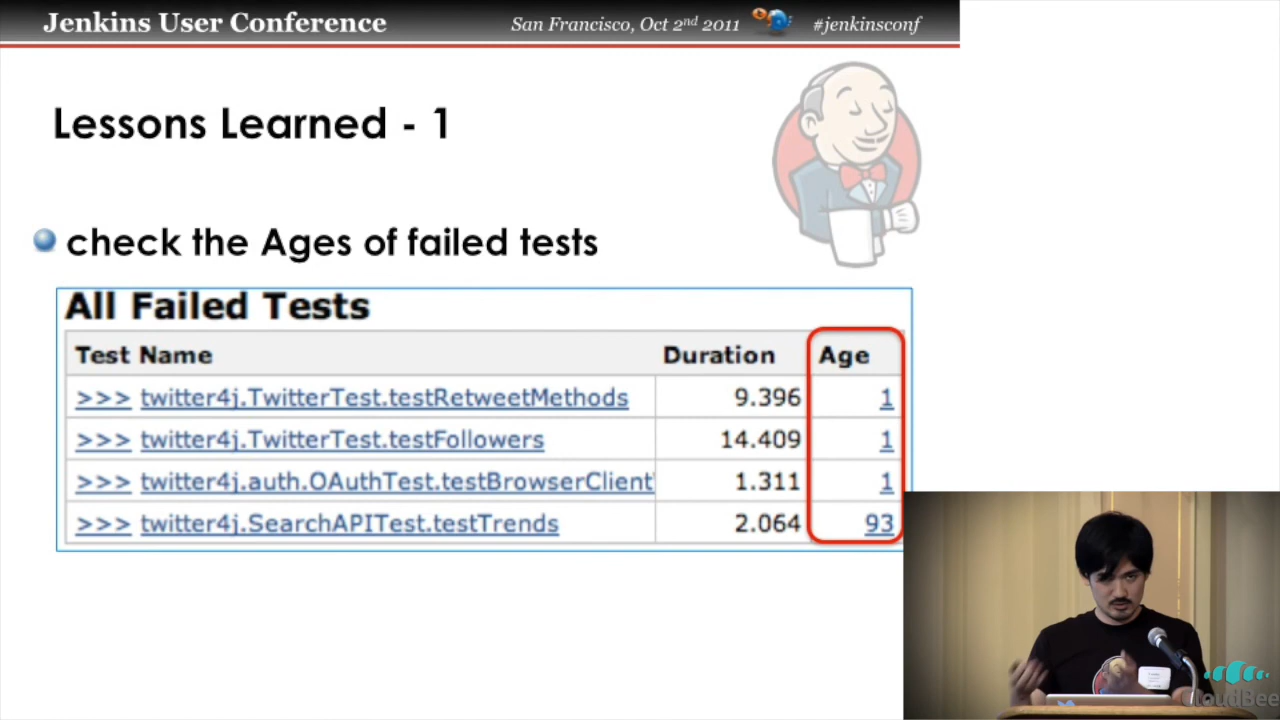 Jenkins User Conference
San Francisco, Oct 2nd 2011
#jenkinsconf
Lessons Learned - 1
check the Ages of failed tests
All Failed Tests
Test Name Duration Age
>>> twitter4j.TwitterTest.testRetweetMethods 9.396 1
>>> twitter4j.TwitterTest.testFollowers 14.409 1
>>> twitter4j.auth.OAuthTest.testBrowserClient 1.311 1
>>> twitter4j.SearchAPITest.testTrends 2.064 93
CloudBee